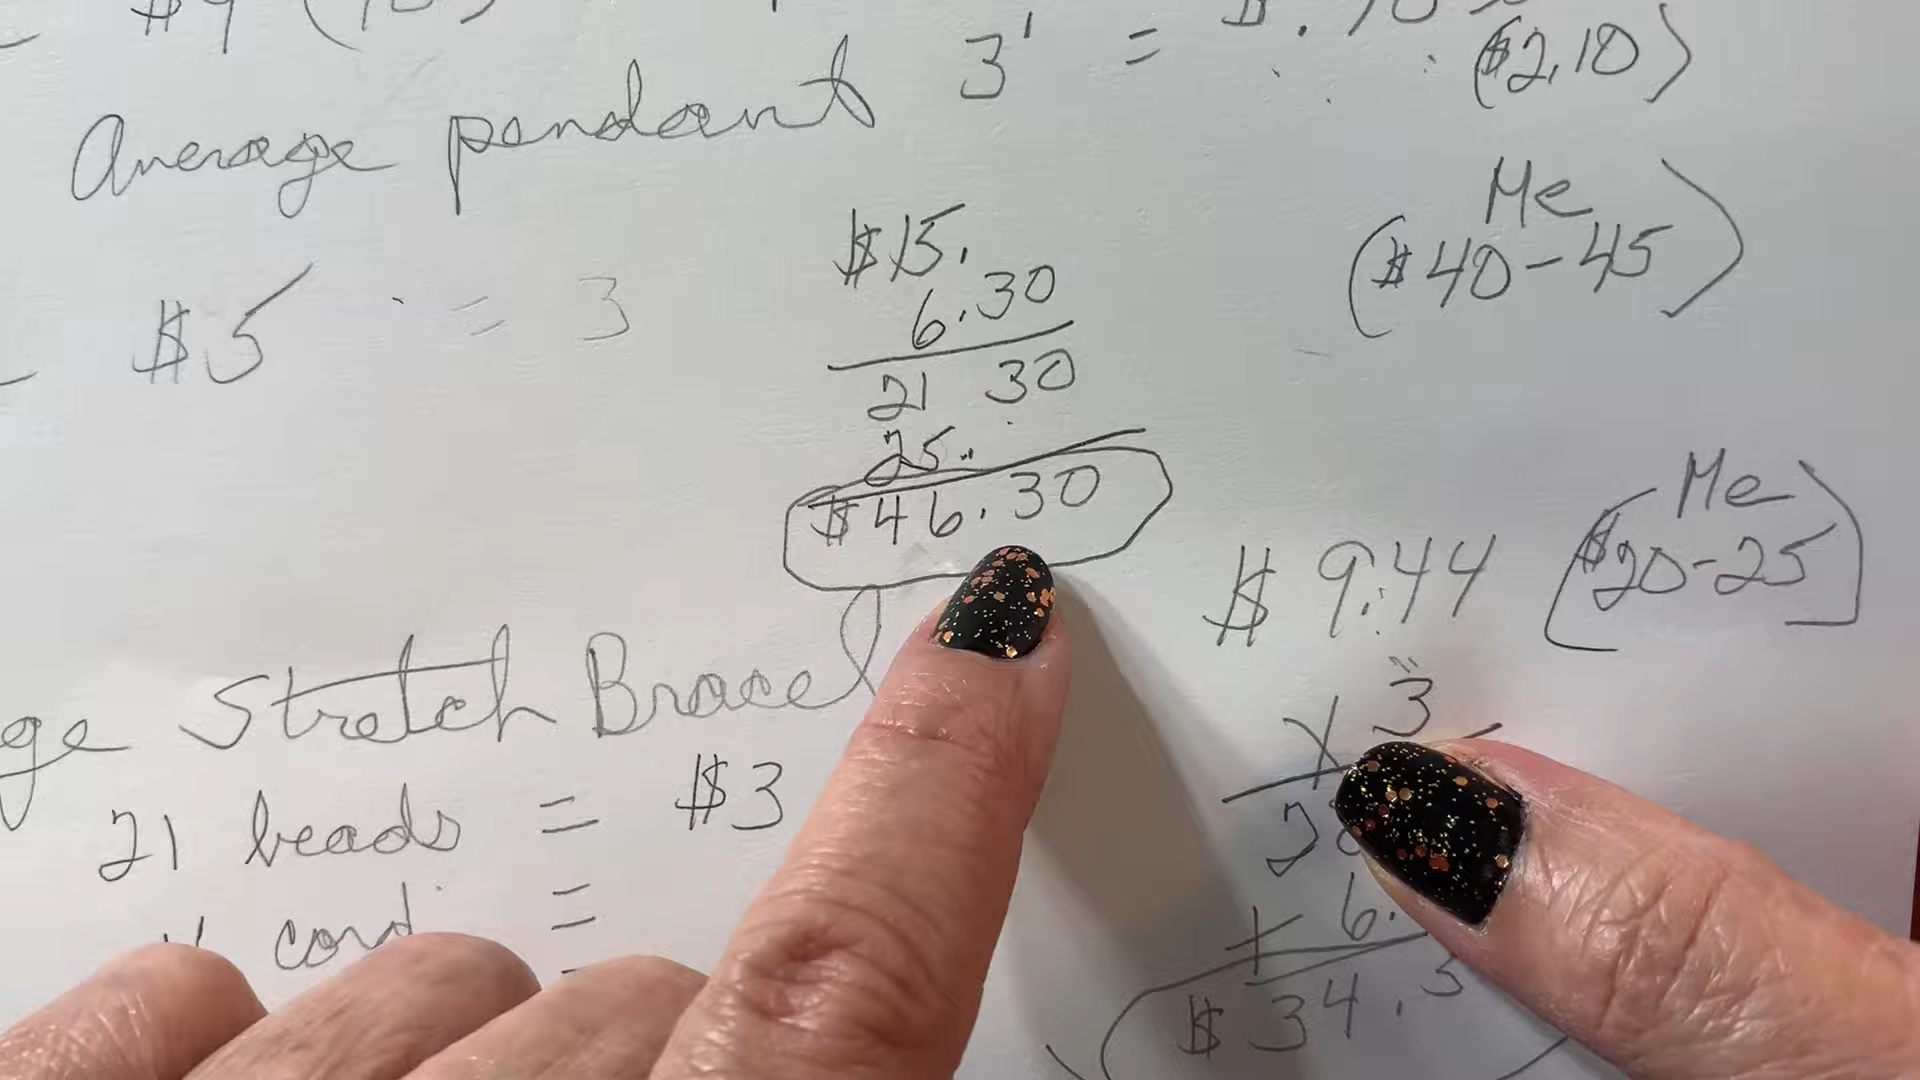 Average pendant 3' =
($2.10)
Me
($40-45)
$5 = 3
$15.
6.30
21 30
25.
$46.30
Me
$9.44 [$20-25]
x 3
Stretch
21 beads = $3
cord =
+ 6.
$34.5